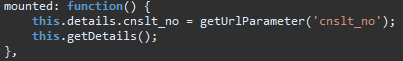 mounted: function() {
    this.details.cnslt_no = getUrlParameter('cnslt_no');
    this.getDetails();
},